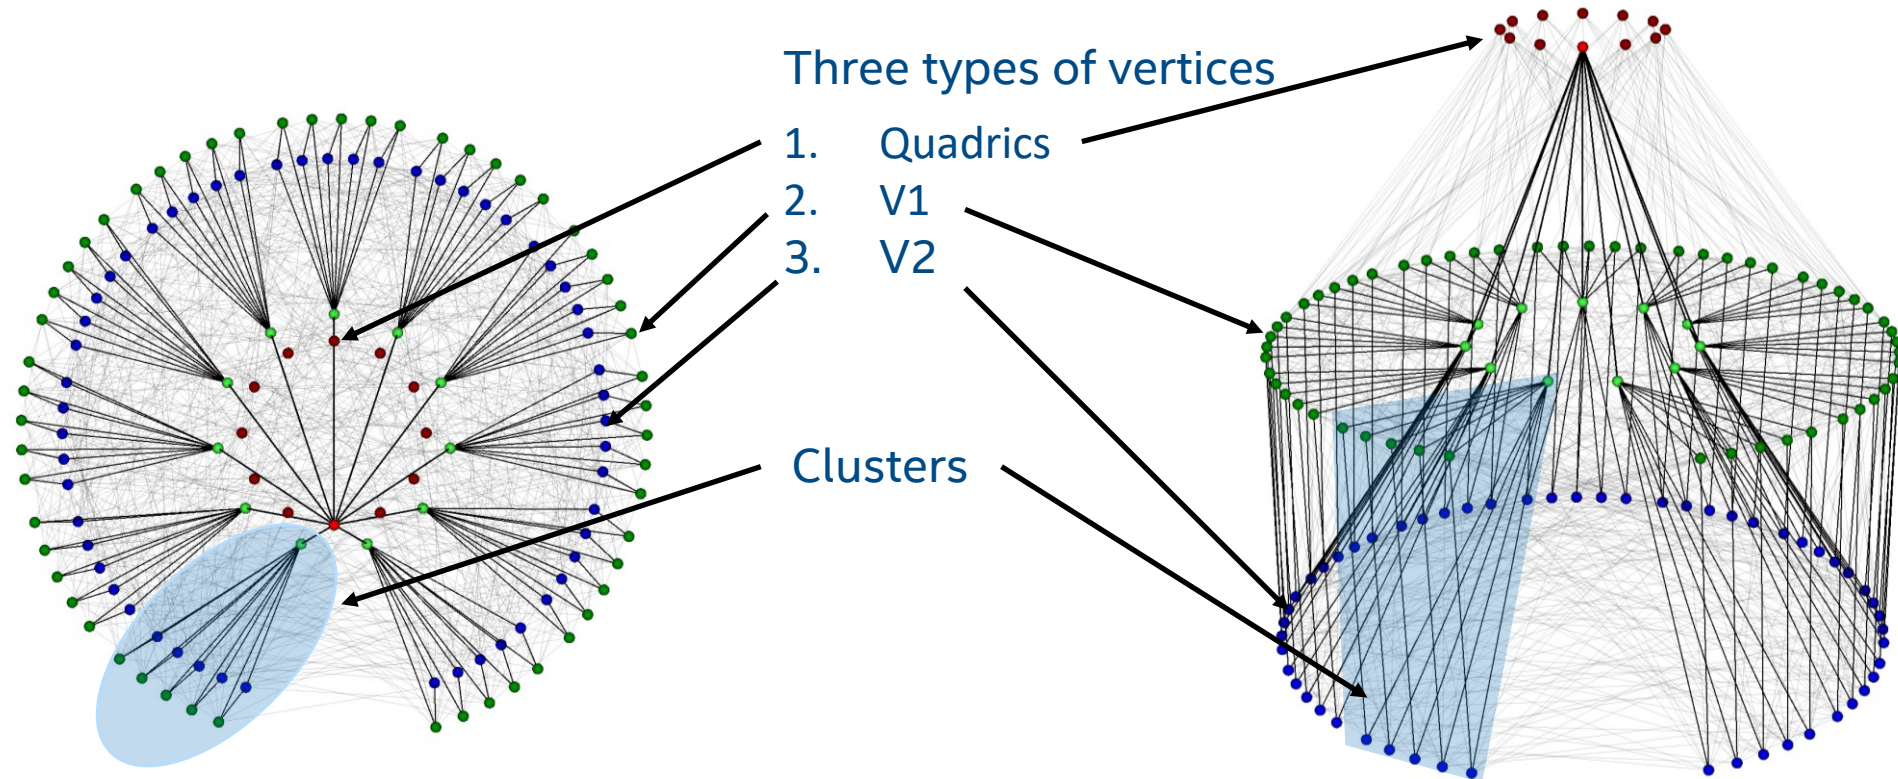 Three types of vertices
1. Quadrics
2. V1
3. V2
Clusters